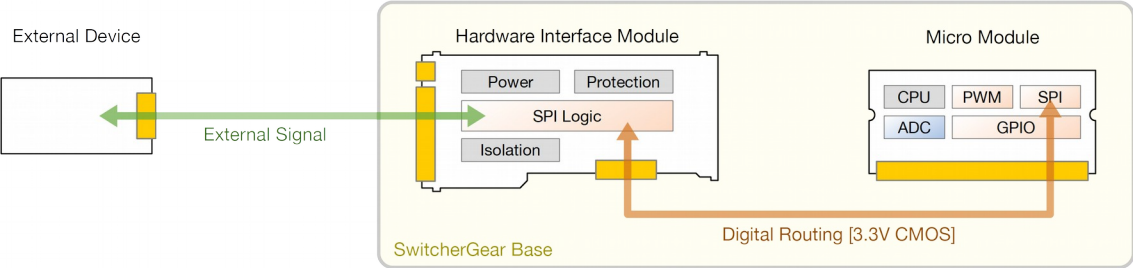 External Device
Hardware Interface Module
Micro Module
Power
Protection
CPU
PWM
SPI
SPI Logic
External Signal
ADC
GPIO
Isolation
Digital Routing [3.3V CMOS]
SwitcherGear Base